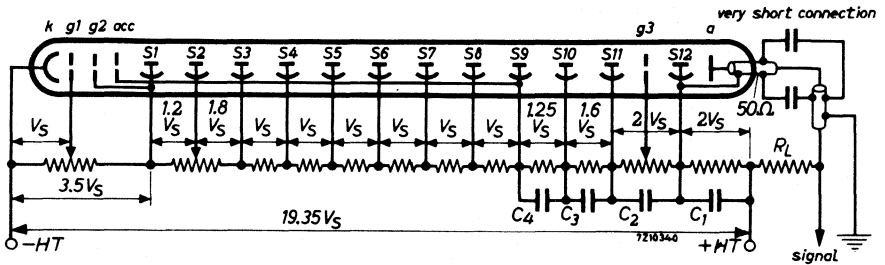 very short connection
k g1 g2 acc S1 S2 S3 S4 S5 S6 S7 S8 S9 S10 S11 g3 S12 a
50Ω
1.2 1.8 1.25 1.6
VS VS VS VS VS VS VS VS VS VS VS 2 VS 2VS
RL
3.5VS
C4 C3 C2 C1
19.35VS
7Z10340
-HT +HT signal